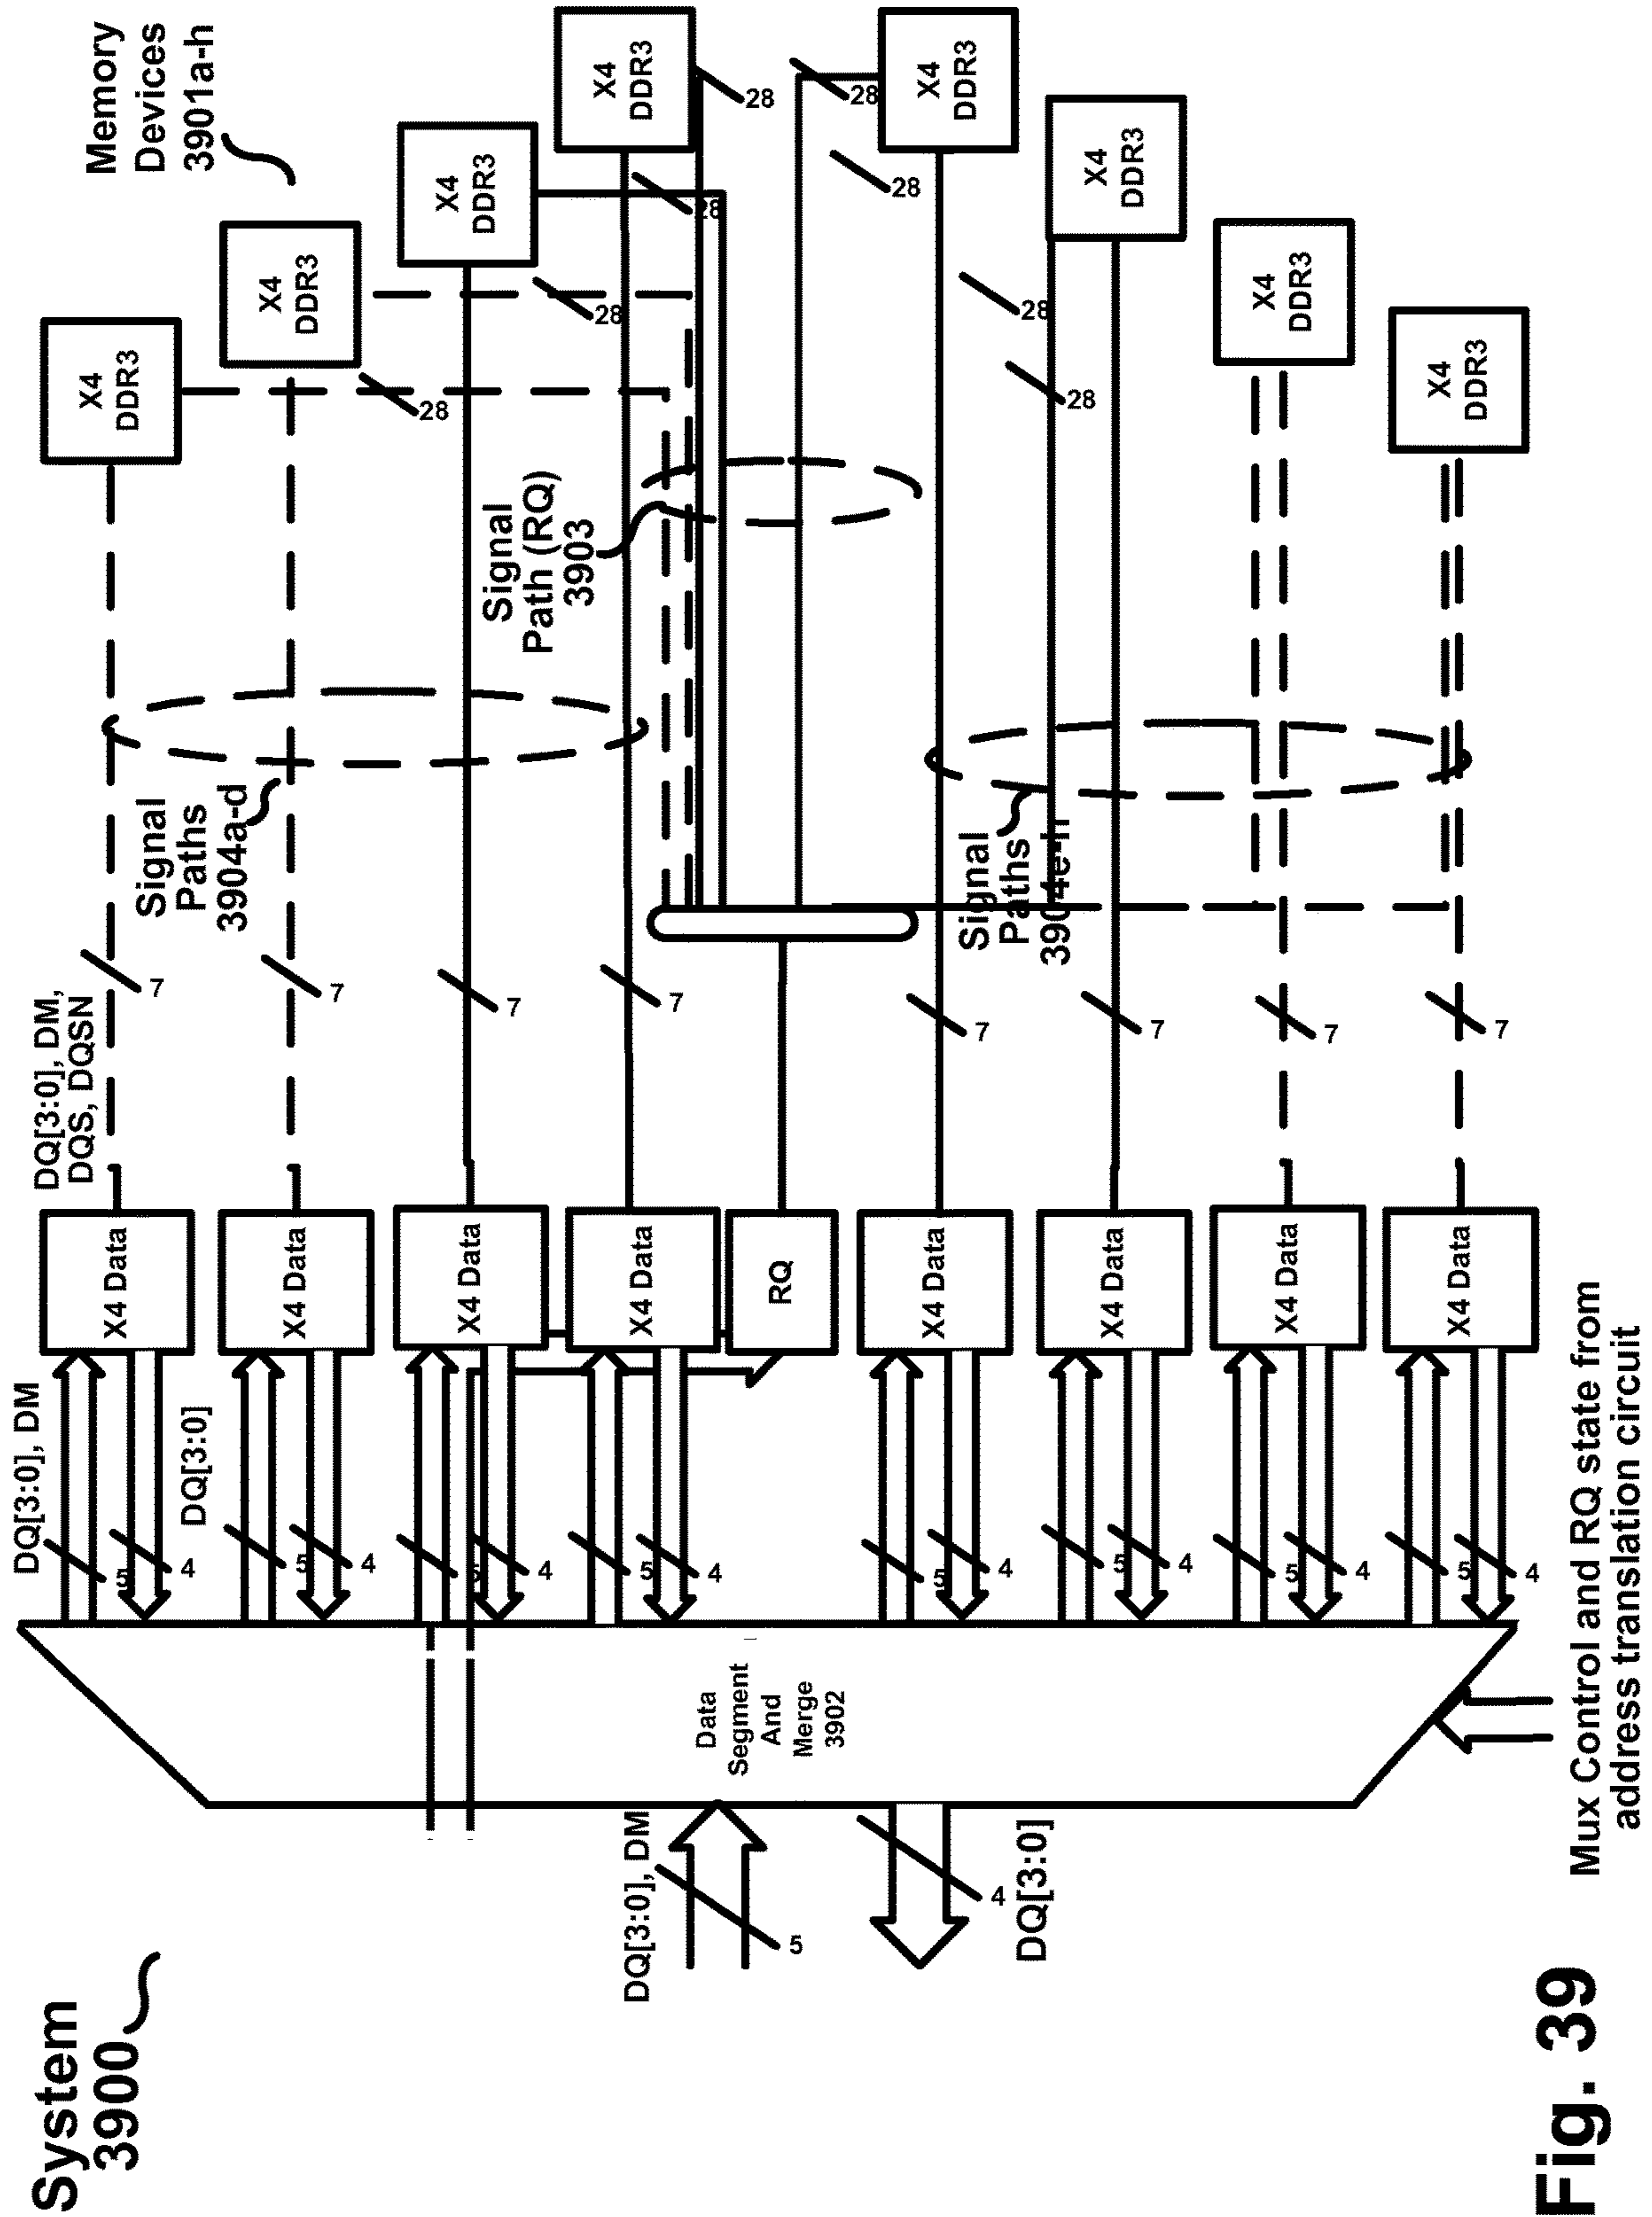 System
3900
DQ[3:0], DM
5
4
X4 Data
DQ[3:0], DM,
DQS, DQSN
7
X4
DDR3
Memory
Devices
3901a-h
Signal
Paths
3904a-d
DQ[3:0]
5
4
X4 Data
7
X4
DDR3
28
5
4
X4 Data
7
X4
DDR3
28
Signal
Path (RQ)
3903
5
4
X4 Data
7
X4
DDR3
28
28
DQ[3:0], DM
5
Data
Segment
And
Merge
3902
RQ
28
28
4
DQ[3:0]
5
4
X4 Data
7
X4
DDR3
Signal
Paths
3904e-h
28
28
5
4
X4 Data
7
X4
DDR3
5
4
X4 Data
7
X4
DDR3
5
4
X4 Data
7
X4
DDR3
Mux Control and RQ state from
address translation circuit
Fig. 39